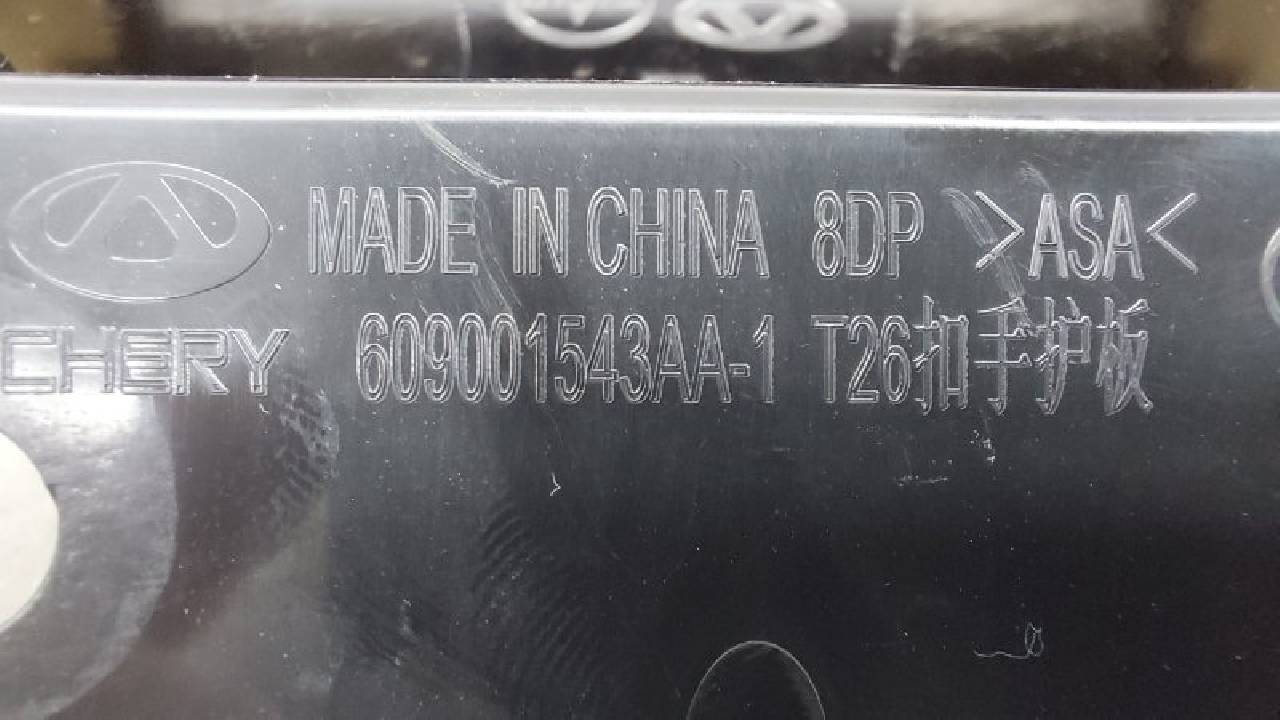 MADE IN CHINA 8DP >ASA<
CHERY 609001543AA-1 T26扣手护板